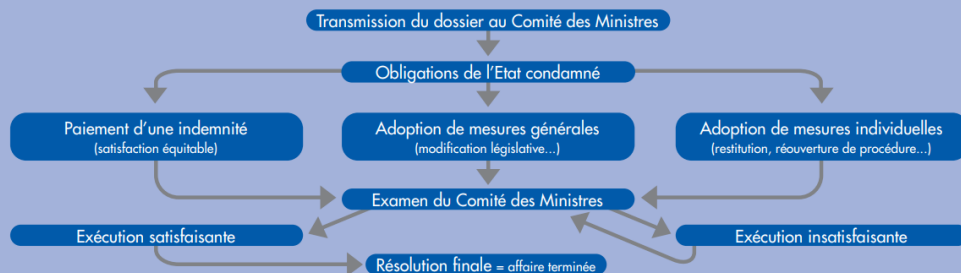 Transmission du dossier au Comité des Ministres
Obligations de l'Etat condamné
Paiement d'une indemnité
(satisfaction équitable)
Adoption de mesures générales
(modification législative...)
Adoption de mesures individuelles
(restitution, réouverture de procédure...)
Examen du Comité des Ministres
Exécution satisfaisante
Exécution insatisfaisante
Résolution finale = affaire terminée